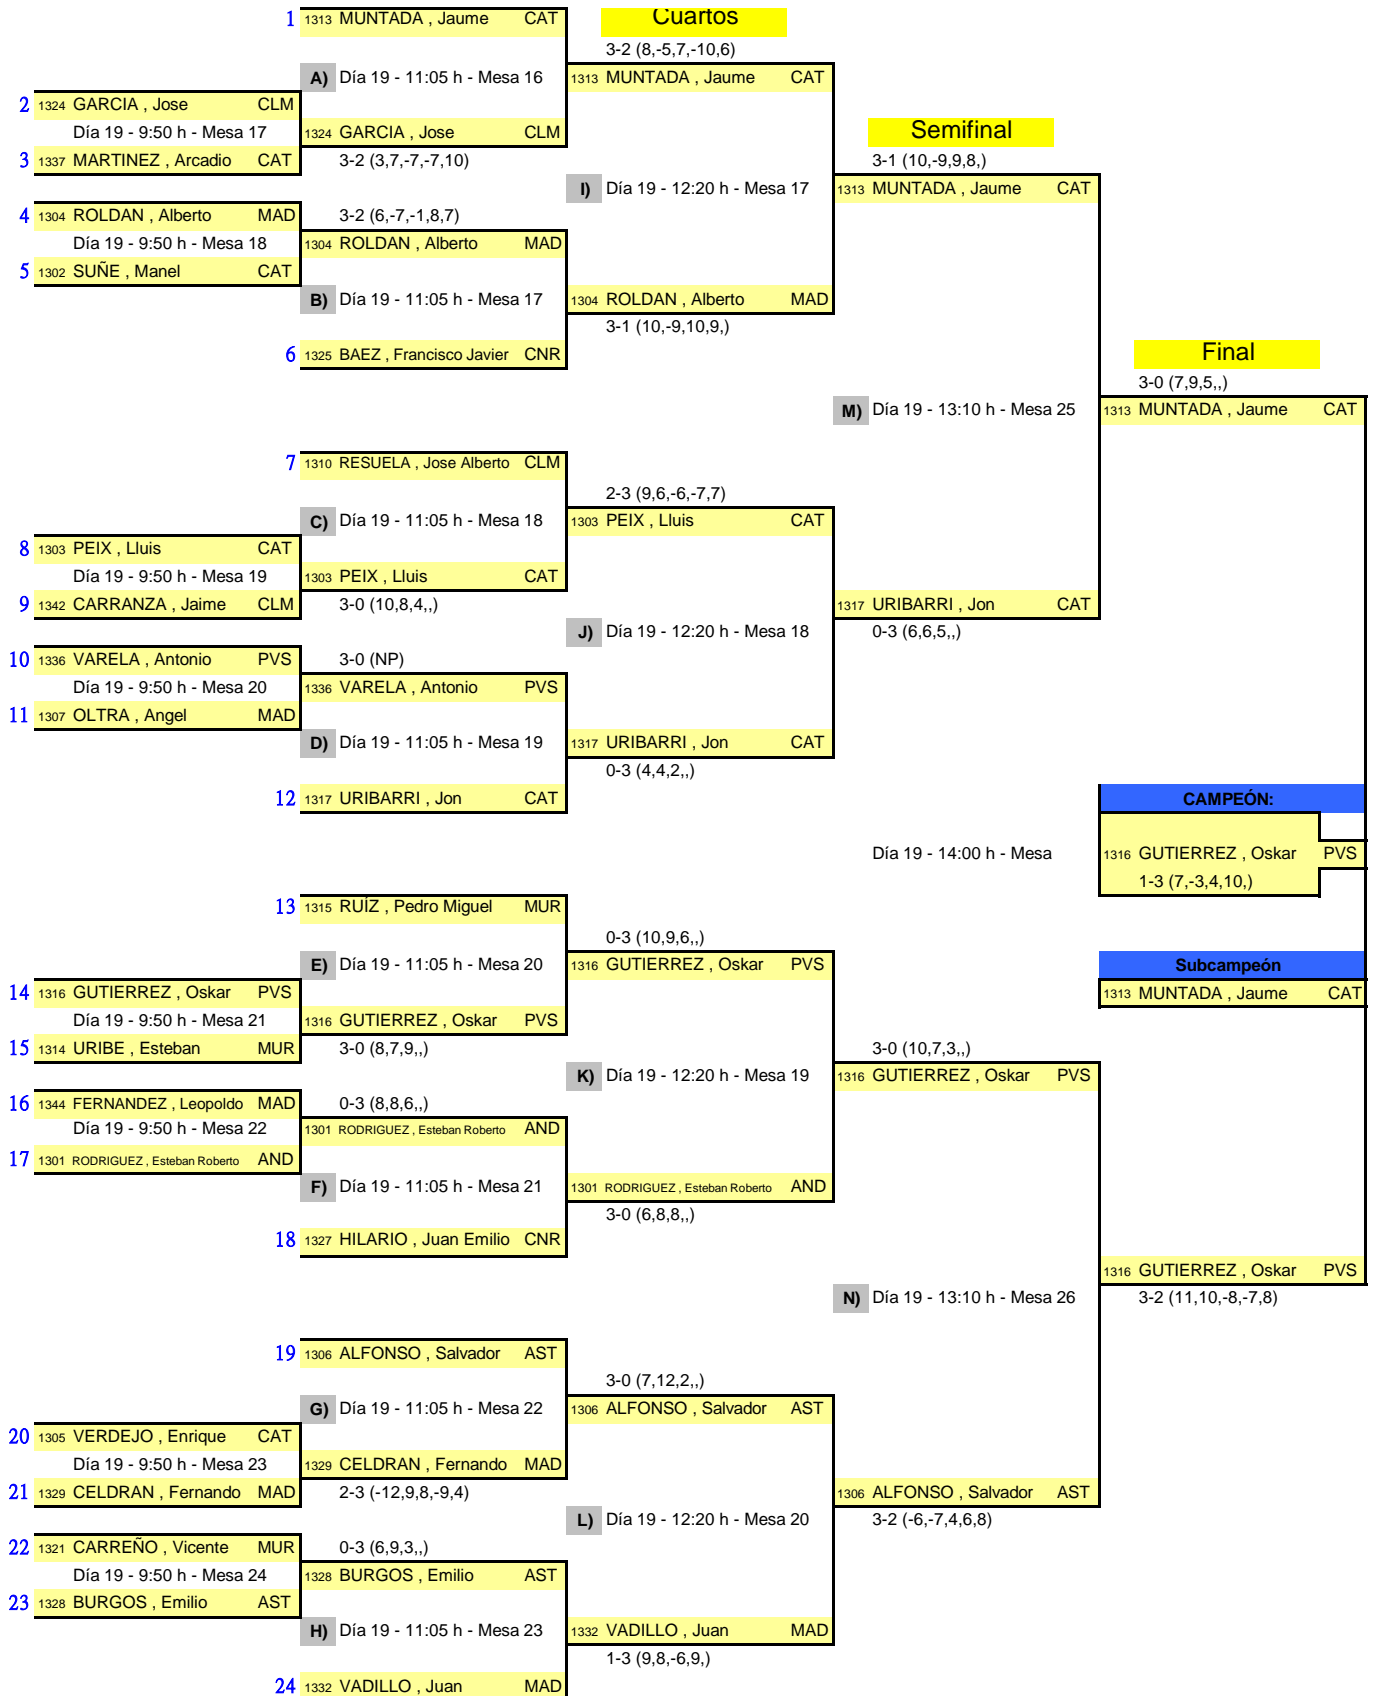 1 1313 MUNTADA , Jaume CAT Cuartos
3-2 (8,-5,7,-10,6)
A) Día 19 - 11:05 h - Mesa 16 1313 MUNTADA , Jaume CAT
2 1324 GARCIA , Jose CLM
Día 19 - 9:50 h - Mesa 17 1324 GARCIA , Jose CLM Semifinal
3 1337 MARTINEZ , Arcadio CAT 3-2 (3,7,-7,-7,10) 3-1 (10,-9,9,8,)
I) Día 19 - 12:20 h - Mesa 17 1313 MUNTADA , Jaume CAT
4 1304 ROLDAN , Alberto MAD 3-2 (6,-7,-1,8,7)
Día 19 - 9:50 h - Mesa 18 1304 ROLDAN , Alberto MAD
5 1302 SUÑE , Manel CAT
B) Día 19 - 11:05 h - Mesa 17 1304 ROLDAN , Alberto MAD
3-1 (10,-9,10,9,)
6 1325 BAEZ , Francisco Javier CNR Final
3-0 (7,9,5,,)
M) Día 19 - 13:10 h - Mesa 25 1313 MUNTADA , Jaume CAT
7 1310 RESUELA , Jose Alberto CLM
2-3 (9,6,-6,-7,7)
C) Día 19 - 11:05 h - Mesa 18 1303 PEIX , Lluis CAT
8 1303 PEIX , Lluis CAT
Día 19 - 9:50 h - Mesa 19 1303 PEIX , Lluis CAT
9 1342 CARRANZA , Jaime CLM 3-0 (10,8,4,,) 1317 URIBARRI , Jon CAT
J) Día 19 - 12:20 h - Mesa 18 0-3 (6,6,5,,)
10 1336 VARELA , Antonio PVS 3-0 (NP)
Día 19 - 9:50 h - Mesa 20 1336 VARELA , Antonio PVS
11 1307 OLTRA , Angel MAD
D) Día 19 - 11:05 h - Mesa 19 1317 URIBARRI , Jon CAT
0-3 (4,4,2,,)
12 1317 URIBARRI , Jon CAT CAMPEÓN:
Día 19 - 14:00 h - Mesa 1316 GUTIERREZ , Oskar PVS
1-3 (7,-3,4,10,)
13 1315 RUÍZ , Pedro Miguel MUR
0-3 (10,9,6,,)
E) Día 19 - 11:05 h - Mesa 20 1316 GUTIERREZ , Oskar PVS Subcampeón
14 1316 GUTIERREZ , Oskar PVS 1313 MUNTADA , Jaume CAT
Día 19 - 9:50 h - Mesa 21 1316 GUTIERREZ , Oskar PVS
15 1314 URIBE , Esteban MUR 3-0 (8,7,9,,) 3-0 (10,7,3,,)
K) Día 19 - 12:20 h - Mesa 19 1316 GUTIERREZ , Oskar PVS
16 1344 FERNANDEZ , Leopoldo MAD 0-3 (8,8,6,,)
Día 19 - 9:50 h - Mesa 22 1301 RODRIGUEZ , Esteban Roberto AND
17 1301 RODRIGUEZ , Esteban Roberto AND
F) Día 19 - 11:05 h - Mesa 21 1301 RODRIGUEZ , Esteban Roberto AND
3-0 (6,8,8,,)
18 1327 HILARIO , Juan Emilio CNR
1316 GUTIERREZ , Oskar PVS
N) Día 19 - 13:10 h - Mesa 26 3-2 (11,10,-8,-7,8)
19 1306 ALFONSO , Salvador AST
3-0 (7,12,2,,)
G) Día 19 - 11:05 h - Mesa 22 1306 ALFONSO , Salvador AST
20 1305 VERDEJO , Enrique CAT
Día 19 - 9:50 h - Mesa 23 1329 CELDRAN , Fernando MAD
21 1329 CELDRAN , Fernando MAD 2-3 (-12,9,8,-9,4) 1306 ALFONSO , Salvador AST
L) Día 19 - 12:20 h - Mesa 20 3-2 (-6,-7,4,6,8)
22 1321 CARREÑO , Vicente MUR 0-3 (6,9,3,,)
Día 19 - 9:50 h - Mesa 24 1328 BURGOS , Emilio AST
23 1328 BURGOS , Emilio AST
H) Día 19 - 11:05 h - Mesa 23 1332 VADILLO , Juan MAD
1-3 (9,8,-6,9,)
24 1332 VADILLO , Juan MAD